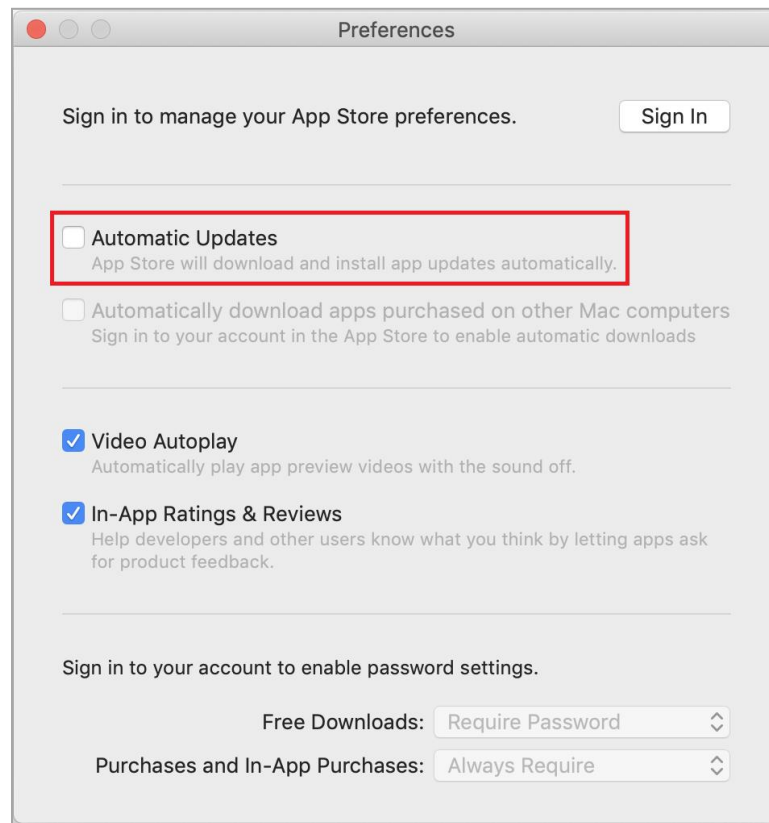 Preferences
Sign in to manage your App Store preferences.
Sign In
Automatic Updates
App Store will download and install app updates automatically.
Automatically download apps purchased on other Mac computers
Sign in to your account in the App Store to enable automatic downloads
Video Autoplay
Automatically play app preview videos with the sound off.
In-App Ratings & Reviews
Help developers and other users know what you think by letting apps ask
for product feedback.
Sign in to your account to enable password settings.
Free Downloads: Require Password
Purchases and In-App Purchases: Always Require